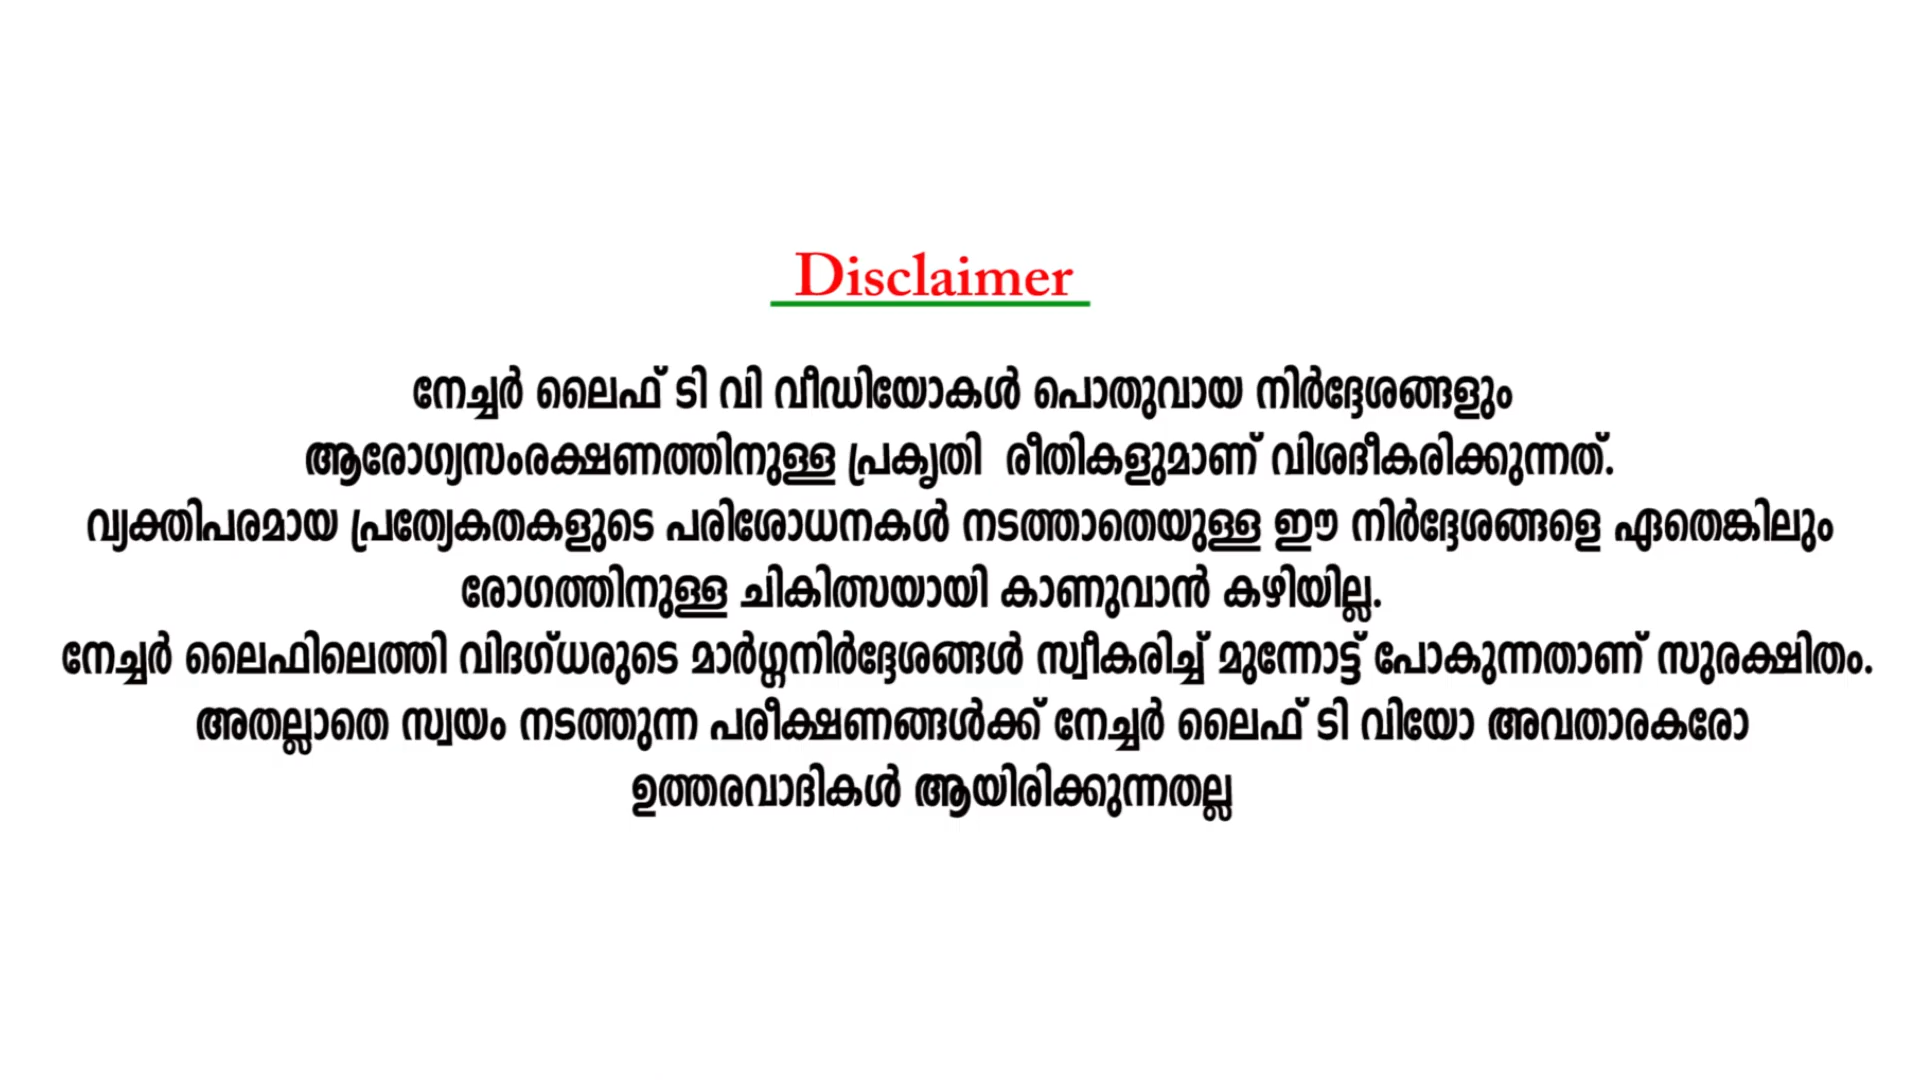 Disclaimer
നേച്ചർ ലൈഫ് ടി വി വീഡിയോകൾ പൊതുവായ നിർദ്ദേശങ്ങളും
ആരോഗ്യസംരക്ഷണത്തിനുള്ള പ്രകൃതി രീതികളുമാണ് വിശദീകരിക്കുന്നത്.
വ്യക്തിപരമായ പ്രത്യേകതകളുടെ പരിശോധനകൾ നടത്താതെയുള്ള ഈ നിർദ്ദേശങ്ങളെ ഏതെങ്കിലും
രോഗത്തിനുള്ള ചികിത്സയായി കാണുവാൻ കഴിയില്ല.
നേച്ചർ ലൈഫിലെത്തി വിദഗ്ധരുടെ മാർഗ്ഗനിർദ്ദേശങ്ങൾ സ്വീകരിച്ച് മുന്നോട്ട് പോകുന്നതാണ് സുരക്ഷിതം.
അതല്ലാതെ സ്വയം നടത്തുന്ന പരീക്ഷണങ്ങൾക്ക് നേച്ചർ ലൈഫ് ടി വിയോ അവതാരകരോ
ഉത്തരവാദികൾ ആയിരിക്കുന്നതല്ല